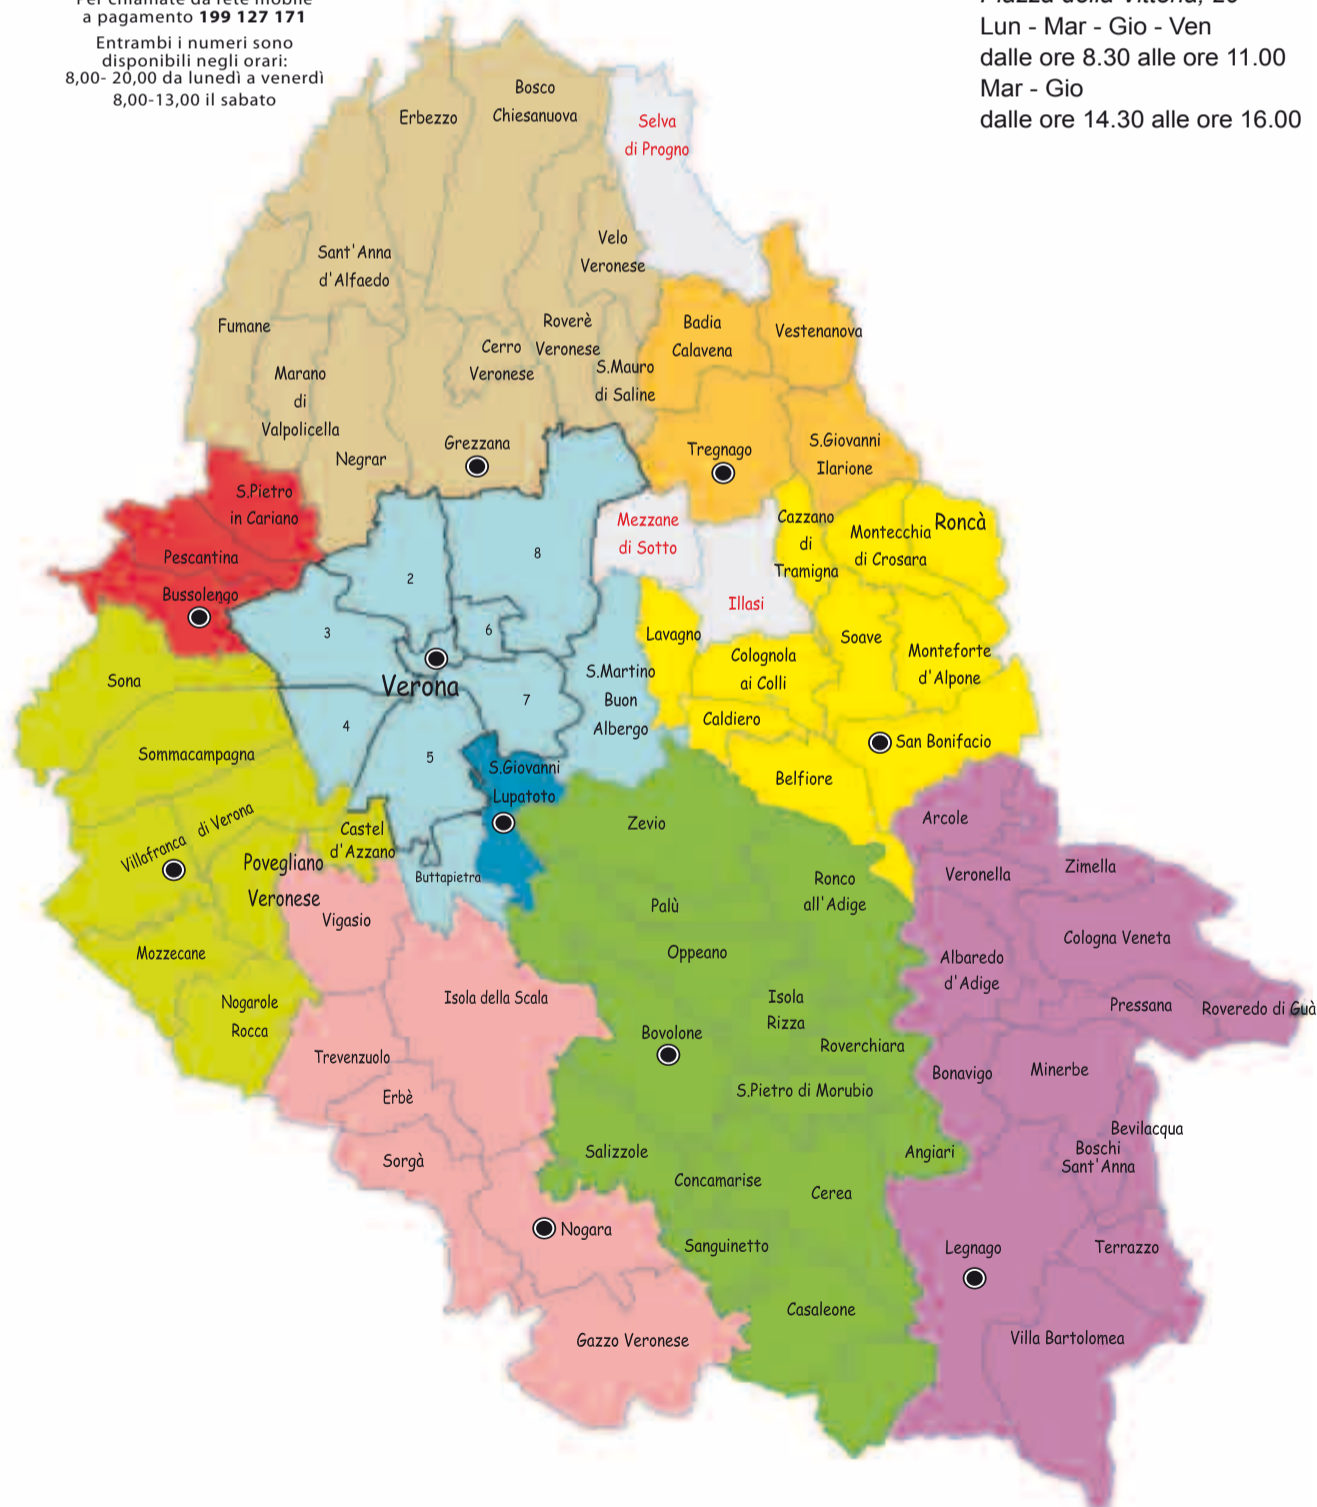 Per chiamate da rete mobile
a pagamento 199 127 171
Entrambi i numeri sono
disponibili negli orari:
8,00- 20,00 da lunedì a venerdì
8,00-13,00 il sabato
Piazza della Vittoria,
Lun - Mar - Gio - Ven
dalle ore 8.30 alle ore 11.00
Mar - Gio
dalle ore 14.30 alle ore 16.00
Erbezzo
Bosco
Chiesanuova
Selva
di Progno
Sant'Anna
d'Alfaedo
Velo
Veronese
Fumane
Marano
di
Valpolicella
Negrar
Cerro
Veronese
Roverè
Veronese
S.Mauro
di Saline
Grezzana
Badia
Calavena
Vestenanova
Tregnago
S.Giovanni
Ilarione
S.Pietro
in Cariano
Pescantina
Bussolengo
2
8
3
6
Verona
7
4
5
Mezzane
di Sotto
Illasi
Cazzano
di
Tramigna
Montecchia
di Crosara
Roncà
Lavagno
S.Martino
Buon
Albergo
Colognola
ai Colli
Soave
Monteforte
d'Alpone
Caldiero
San Bonifacio
Belfiore
Sona
Sommacampagna
Villafranca di Verona
Castel
d'Azzano
Povegliano
Veronese
Mozzecane
Nogarole
Rocca
S.Giovanni
Lupatoto
Buttapietra
Vigasio
Isola della Scala
Trevenzuolo
Erbè
Sorgà
Nogara
Gazzo Veronese
Zevio
Ronco
all'Adige
Palù
Oppeano
Isola
Rizza
Bovolone
Roverchiara
S.Pietro di Morubio
Salizzole
Concamarise
Cerea
Angiari
Sanguinetto
Casaleone
Arcole
Veronella
Zimella
Cologna Veneta
Albaredo
d'Adige
Pressana
Roveredo di Guà
Bonavigo
Minerbe
Bevilacqua
Boschi
Sant'Anna
Legnago
Terrazzo
Villa Bartolomea